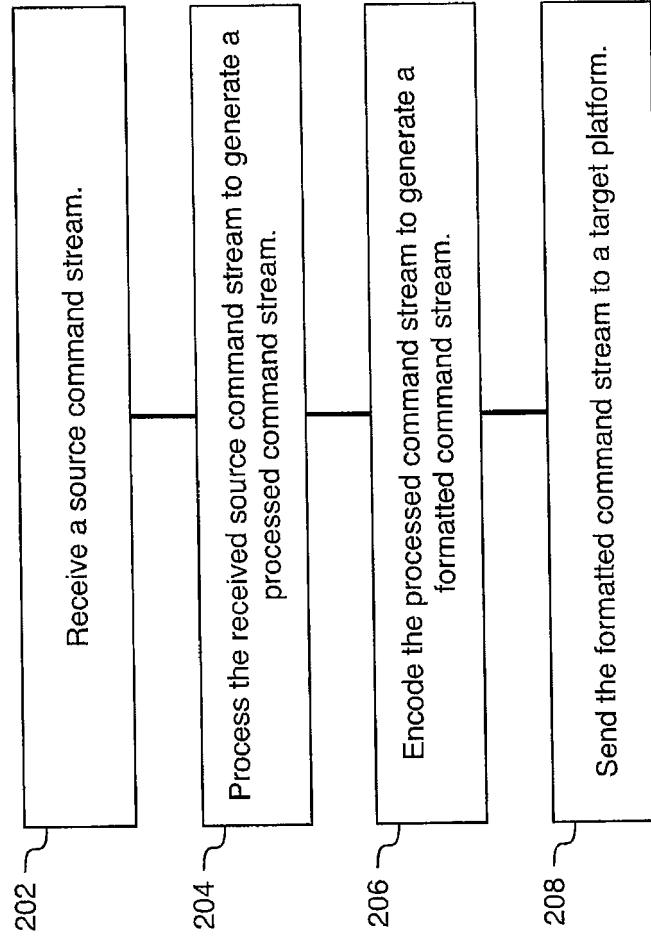 202
Receive a source command stream.
204
Process the received source command stream to generate a
processed command stream.
206
Encode the processed command stream to generate a
formatted command stream.
208
Send the formatted command stream to a target platform.